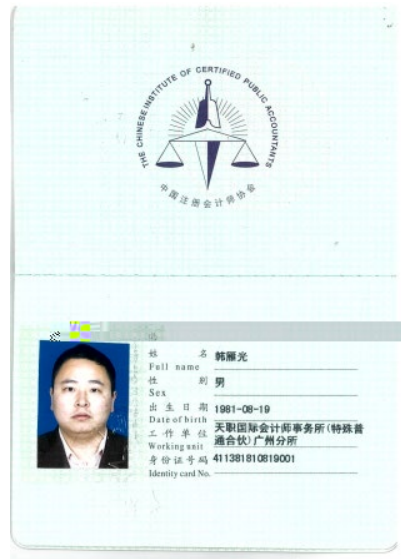 THE CHINESE INSTITUTE OF CERTIFIED PUBLIC ACCOUNTANTS
中国注册会计师协会
姓 名 韩雁光
Full name
性 别 男
Sex
出 生 日 期 1981-08-19
Date of birth
工 作 单 位 天职国际会计师事务所(特殊普
通合伙)广州分所
Working unit
身份证号码 411381810819001
Identity card No.